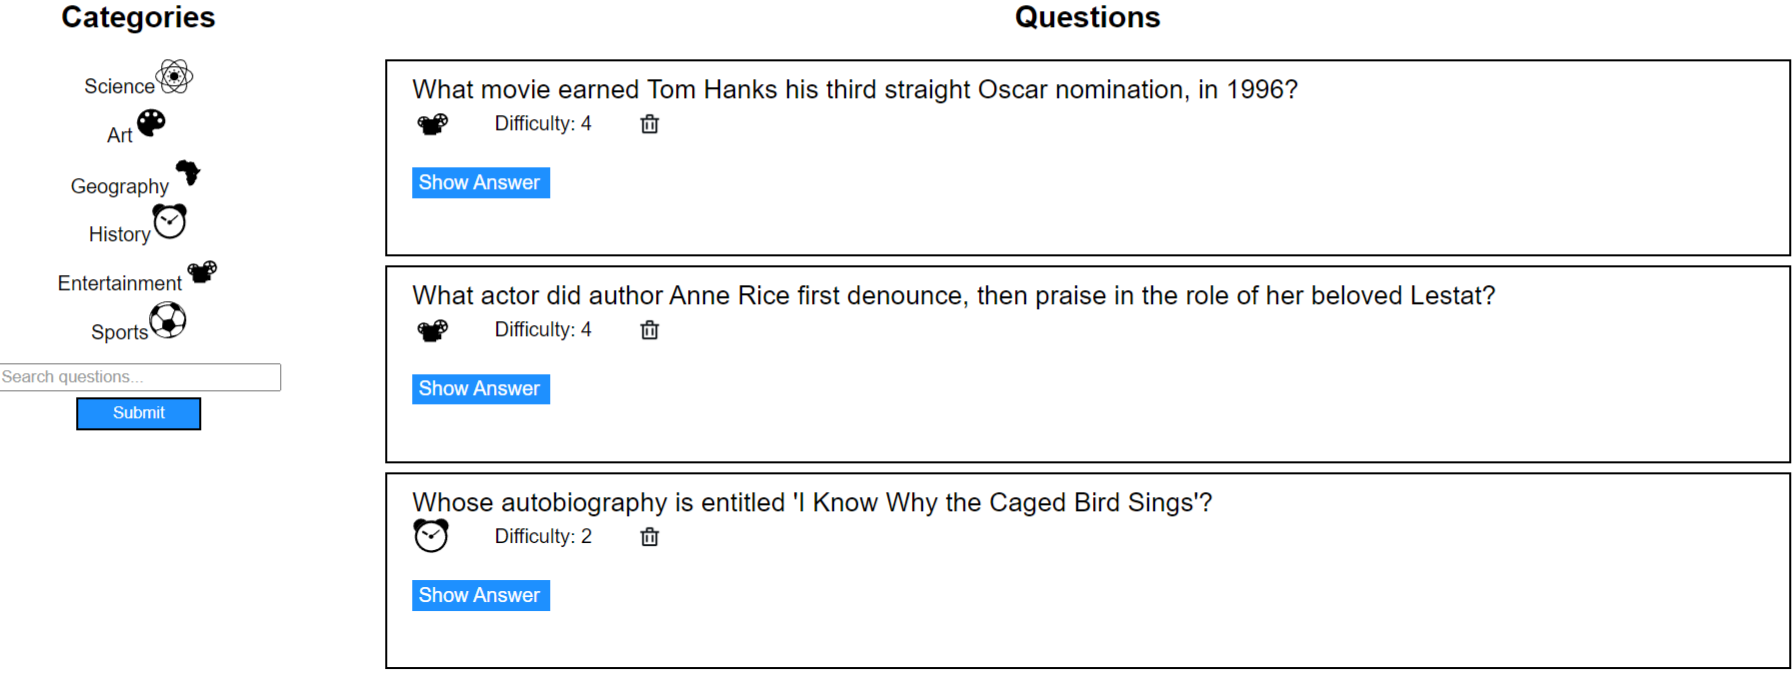 Categories
Science
Art
Geography
History
Entertainment
Sports
Search questions...
Submit
Questions
What movie earned Tom Hanks his third straight Oscar nomination, in 1996?
Difficulty: 4
Show Answer
What actor did author Anne Rice first denounce, then praise in the role of her beloved Lestat?
Difficulty: 4
Show Answer
Whose autobiography is entitled 'I Know Why the Caged Bird Sings'?
Difficulty: 2
Show Answer